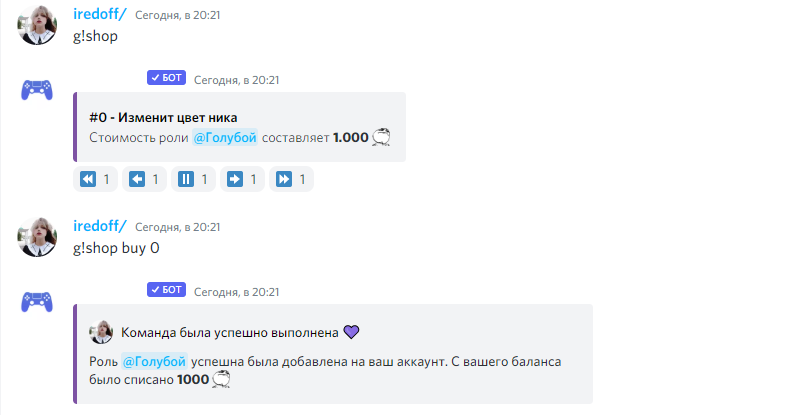 iredoff/ Сегодня, в 20:21
g!shop
БОТ Сегодня, в 20:21
#0 - Изменит цвет ника
Стоимость роли @Голубой составляет 1.000
1 1 1 1 1
iredoff/ Сегодня, в 20:21
g!shop buy 0
БОТ Сегодня, в 20:21
Команда была успешно выполнена
Роль @Голубой успешна была добавлена на ваш аккаунт. С вашего баланса
было списано 1000